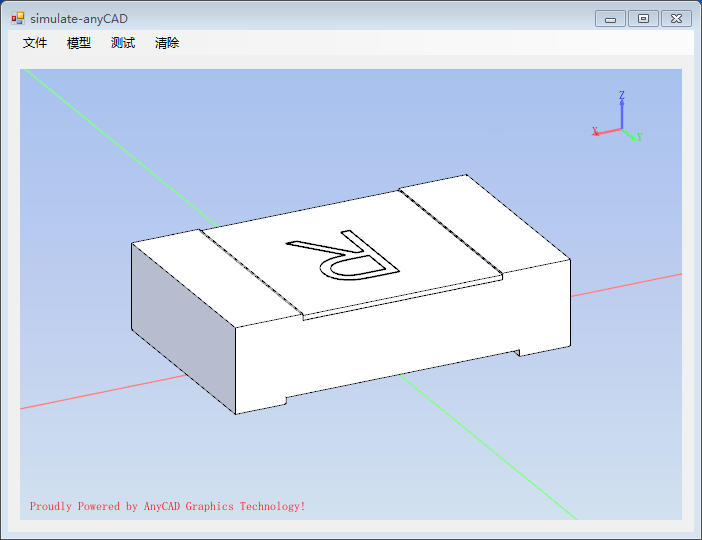 simulate-anyCAD
文件 模型 测试 清除
Z
X Y
R
Proudly Powered by AnyCAD Graphics Technology!